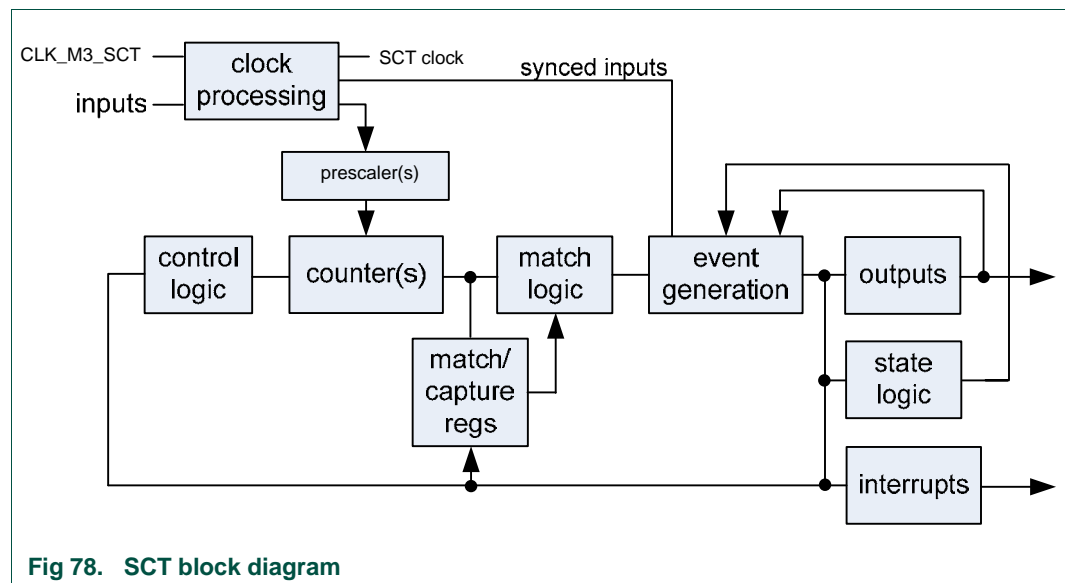 CLK_M3_SCT
inputs
clock
processing
SCT clock
synced inputs
prescaler(s)
control
logic
counter(s)
match
logic
event
generation
outputs
match/
capture
regs
state
logic
interrupts
Fig 78. SCT block diagram